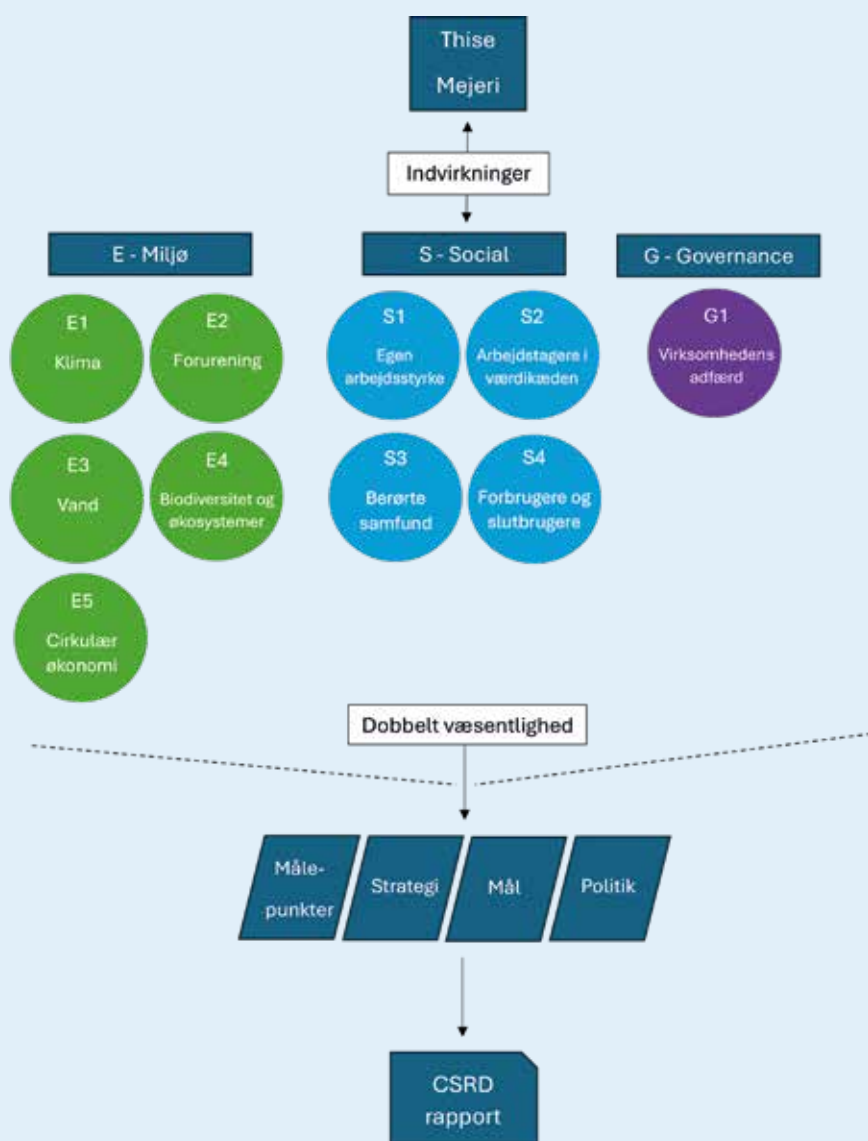 Thise
Mejeri
Indvirkninger
E - Miljø
S - Social
G - Governance
E1
Klima
E2
Forurening
S1
Egen
arbejdsstyrke
S2
Arbejdstagere i
værdikæden
G1
Virksomhedens
adfærd
E3
Vand
E4
Biodiversitet og
økosystemer
S3
Berørte
samfund
S4
Forbrugere og
slutbrugere
E5
Cirkulær
økonomi
Dobbelt væsentlighed
Måle-
punkter
Strategi
Mål
Politik
CSRD
rapport